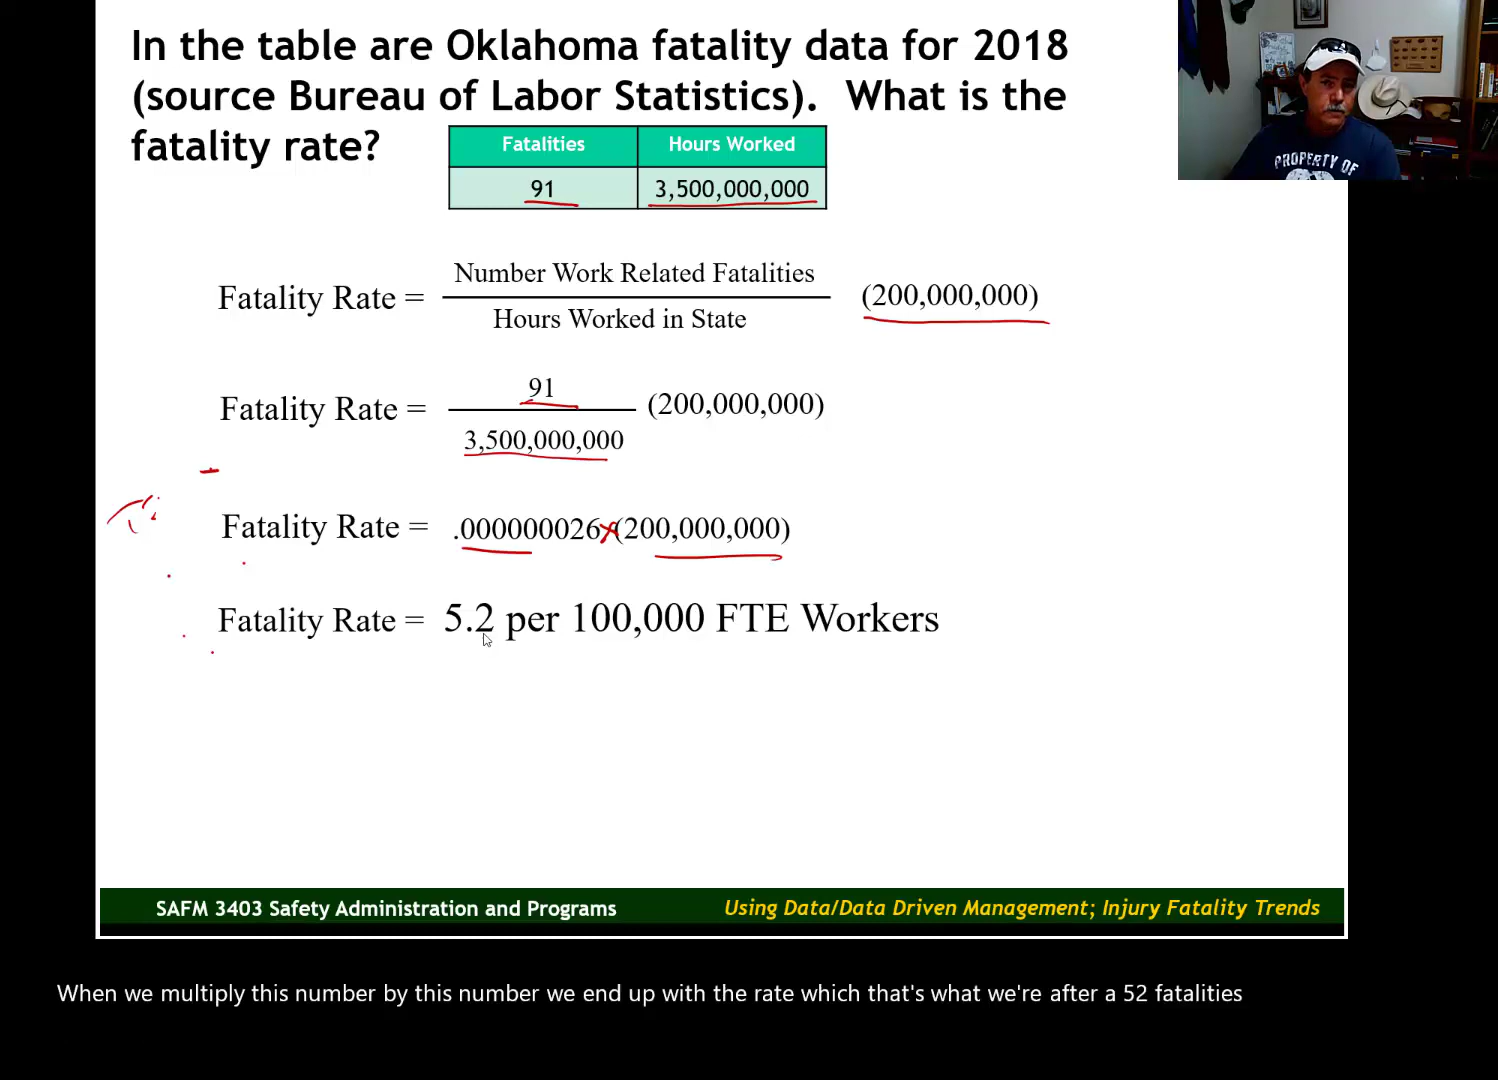 In the table are Oklahoma fatality data for 2018
(source Bureau of Labor Statistics). What is the
fatality rate?
Fatalities Hours Worked
91 3,500,000,000
Number Work Related Fatalities
Fatality Rate = (200,000,000)
Hours Worked in State
91
Fatality Rate = (200,000,000)
3,500,000,000
Fatality Rate = .000000026 x (200,000,000)
Fatality Rate = 5.2 per 100,000 FTE Workers
PROPERTY OF
SAFM 3403 Safety Administration and Programs Using Data/Data Driven Management; Injury Fatality Trends
When we multiply this number by this number we end up with the rate which that's what we're after a 52 fatalities